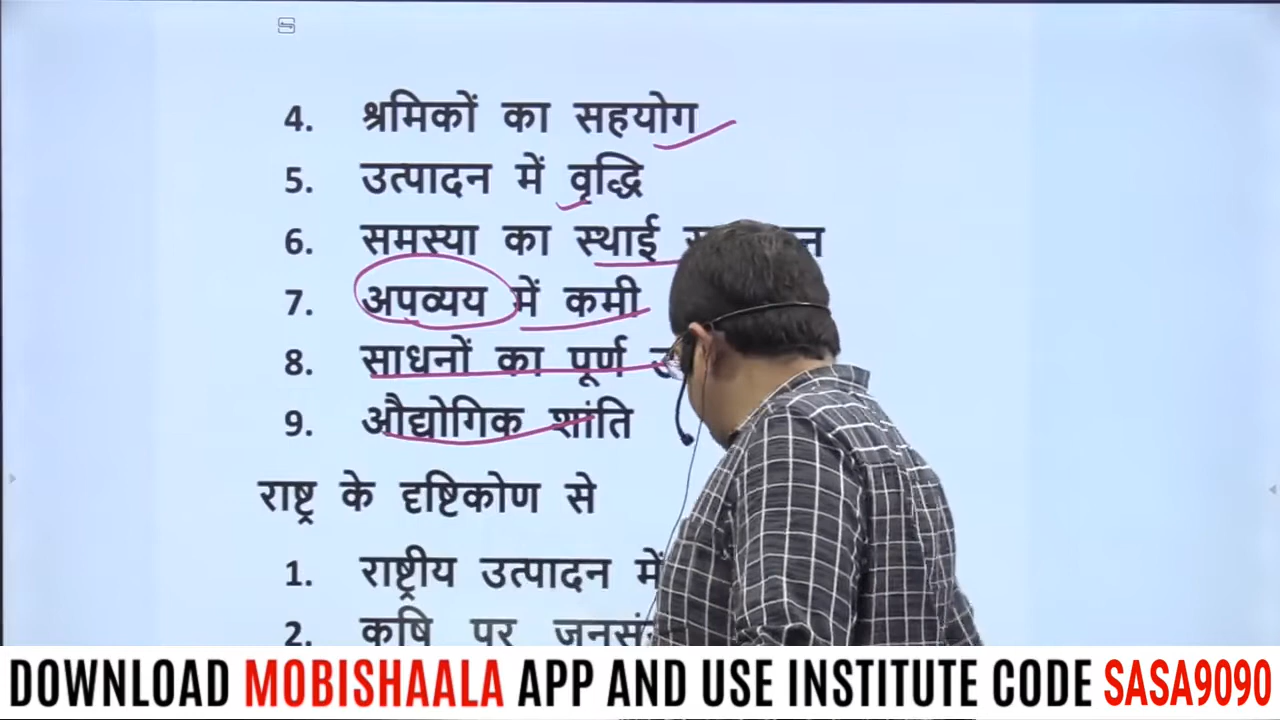 4. श्रमिकों का सहयोग
5. उत्पादन में वृद्धि
6. समस्या का स्थाई
7. अपव्यय में कमी
8. साधनों का पूर्ण
9. औद्योगिक शांति
राष्ट्र के दृष्टिकोण से
1. राष्ट्रीय उत्पादन में
2. कृषि पर
DOWNLOAD MOBISHAALA APP AND USE INSTITUTE CODE SASA9090